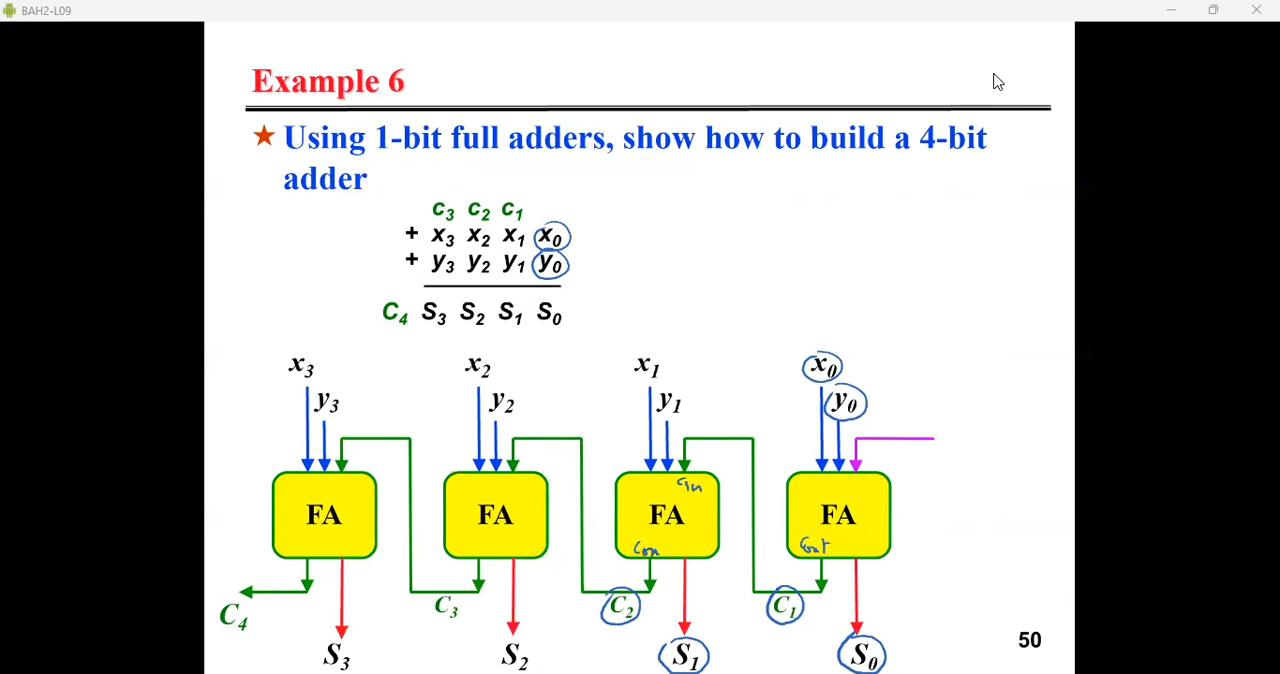 BAH2-L09
Example 6
★ Using 1-bit full adders, show how to build a 4-bit
adder
c3 c2 c1
+ x3 x2 x1 x0
+ y3 y2 y1 y0
C4 S3 S2 S1 S0
x3 x2 x1 x0
y3 y2 y1 y0
Cin
FA FA FA FA
Cout
C4 C3 C2 C1
50
S3 S2 S1 S0